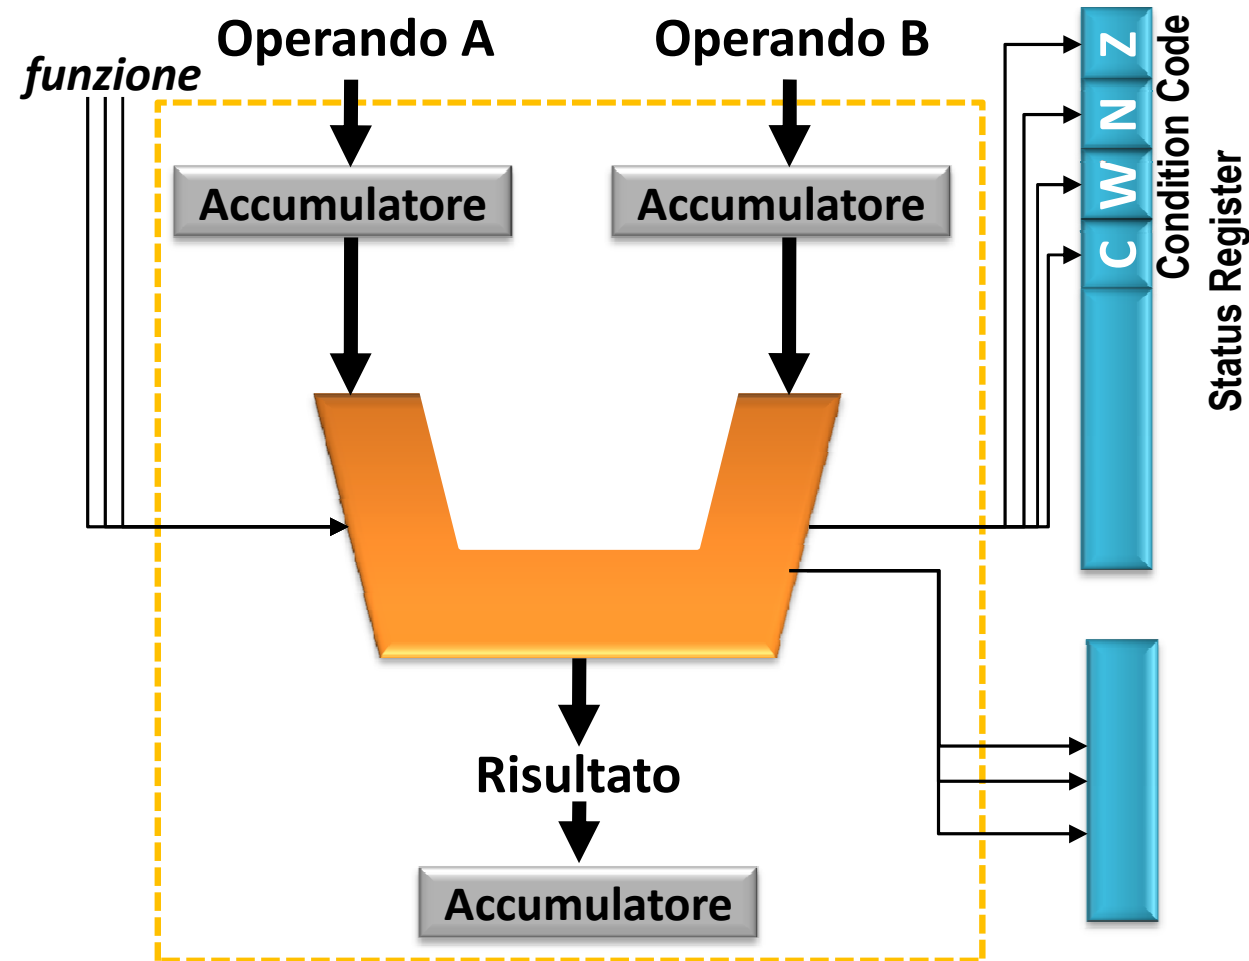 Operando A
Operando B
funzione
Accumulatore
Accumulatore
Z
N
W
C
Condition Code
Status Register
Risultato
Accumulatore